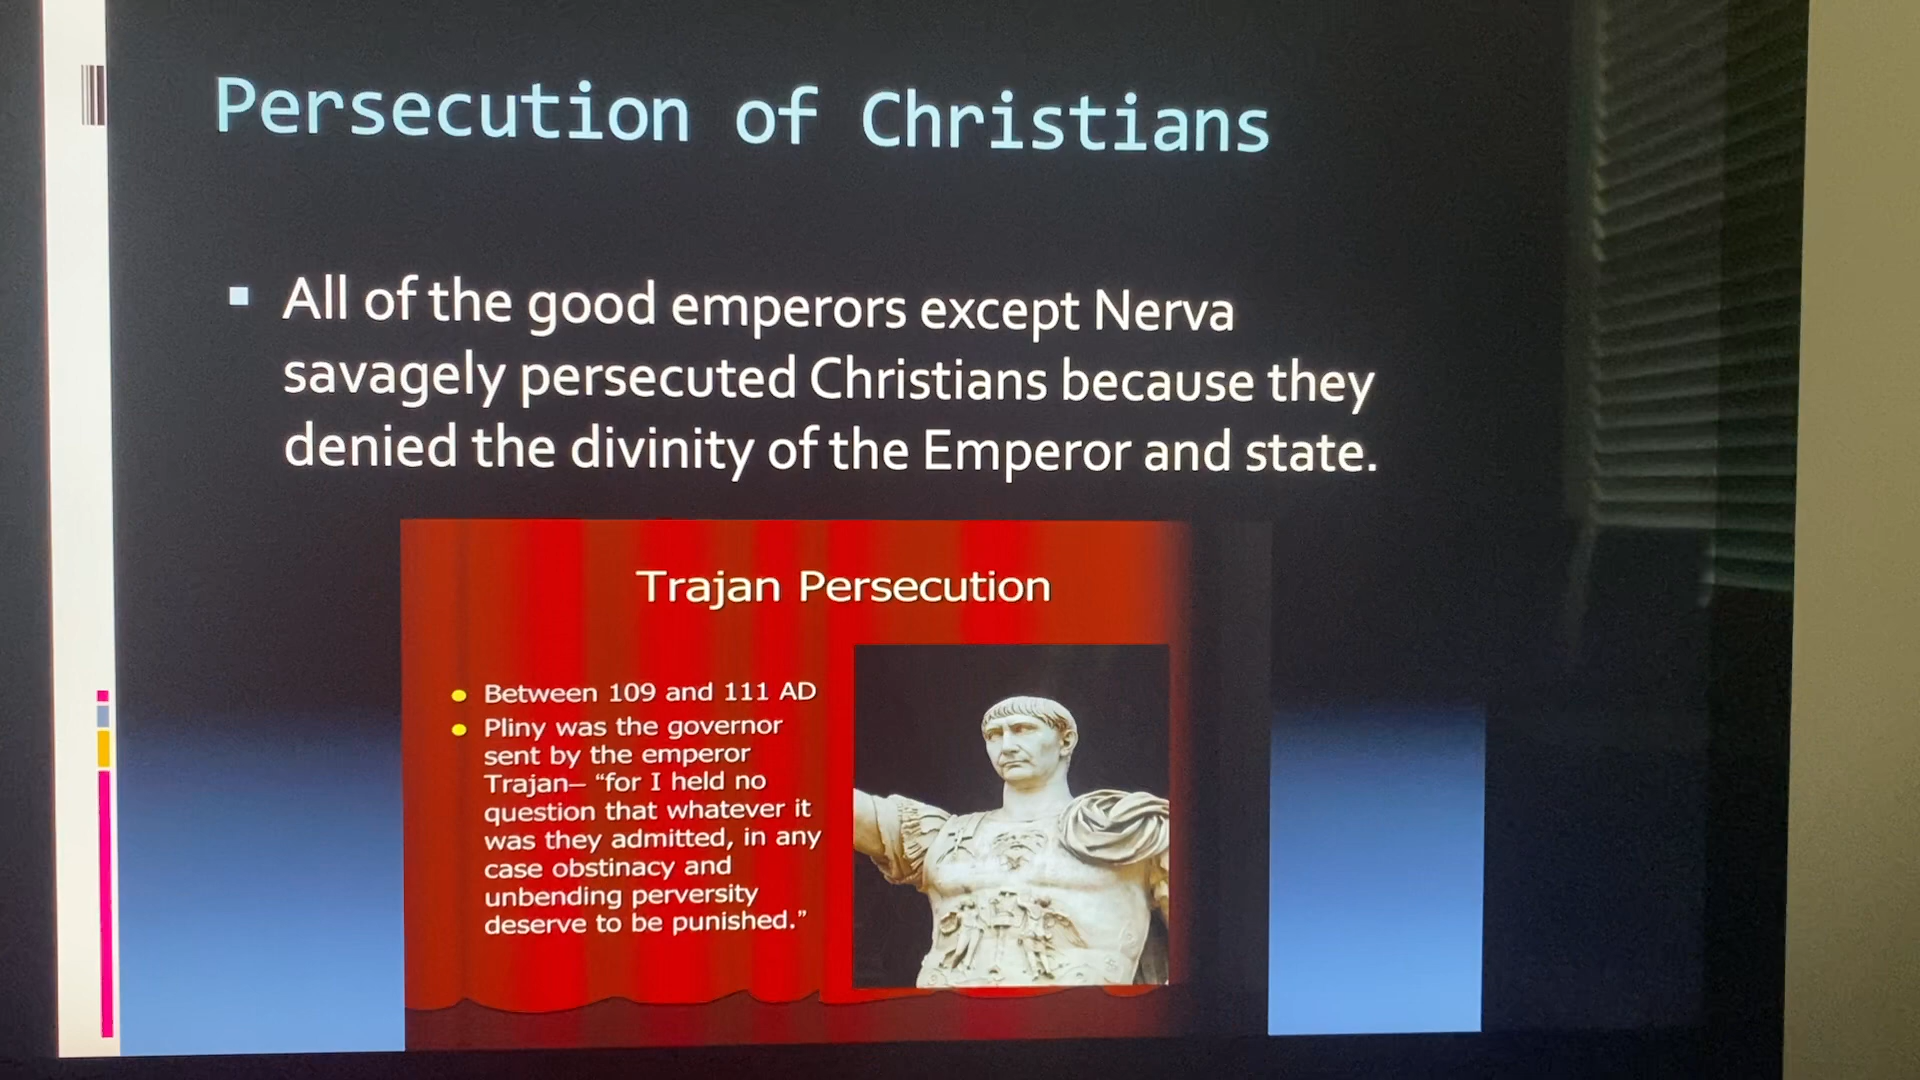 Persecution of Christians
▪ All of the good emperors except Nerva
savagely persecuted Christians because they
denied the divinity of the Emperor and state.
Trajan Persecution
● Between 109 and 111 AD
● Pliny was the governor
sent by the emperor
Trajan— “for I held no
question that whatever it
was they admitted, in any
case obstinacy and
unbending perversity
deserve to be punished.”